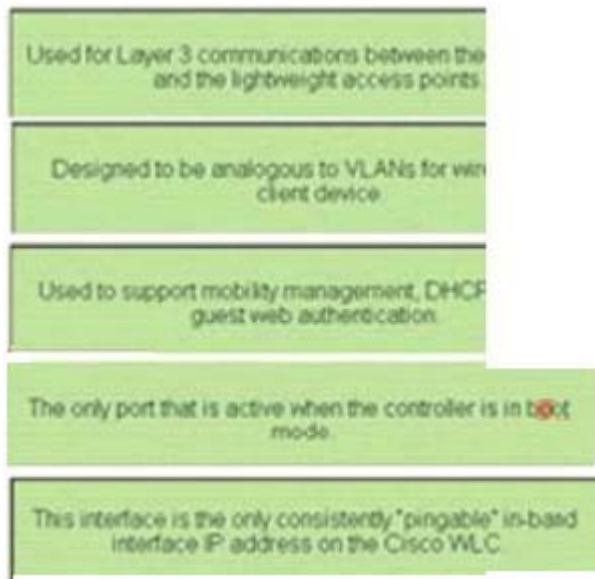 Used for Layer 3 communications between the
and the lightweight access points.
Designed to be analogous to VLANs for
client device.
Used to support mobility management,
guest web authentication.
The only port that is active when the controller is in boot
mode.
This interface is the only consistently "pingable" in-band
interface IP address on the Cisco WLC.